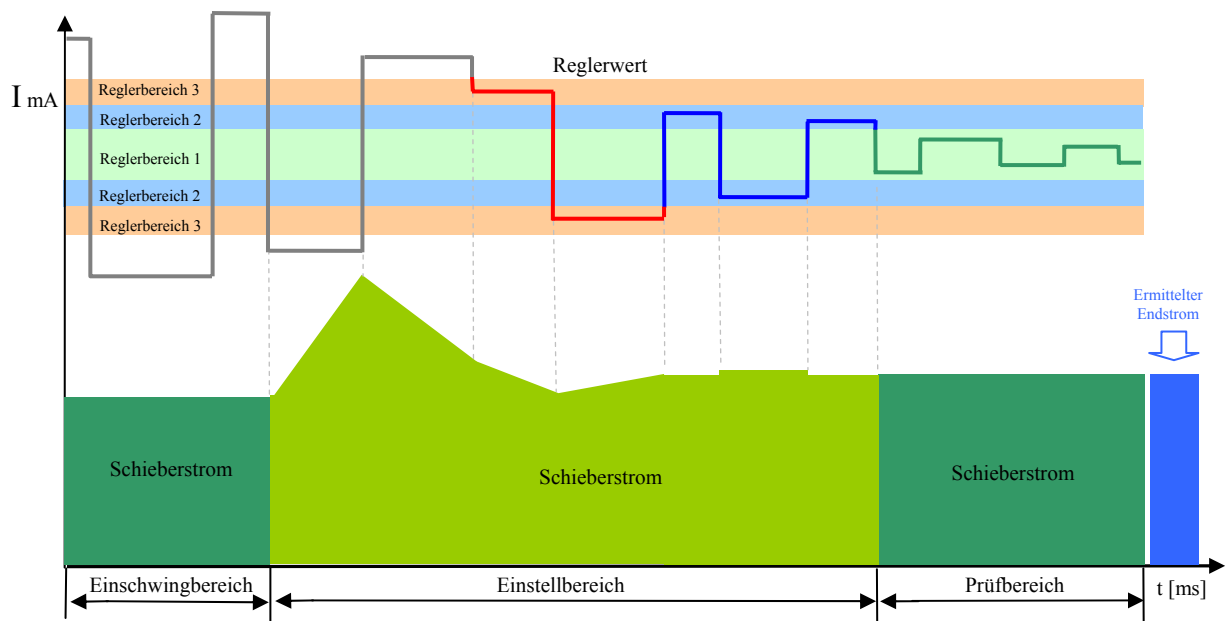 Reglerwert
I mA
Reglerbereich 3
Reglerbereich 2
Reglerbereich 1
Reglerbereich 2
Reglerbereich 3
Ermittelter
Endstrom
Schieberstrom
Schieberstrom
Schieberstrom
Einschwingbereich
Einstellbereich
Prüfbereich
t [ms]